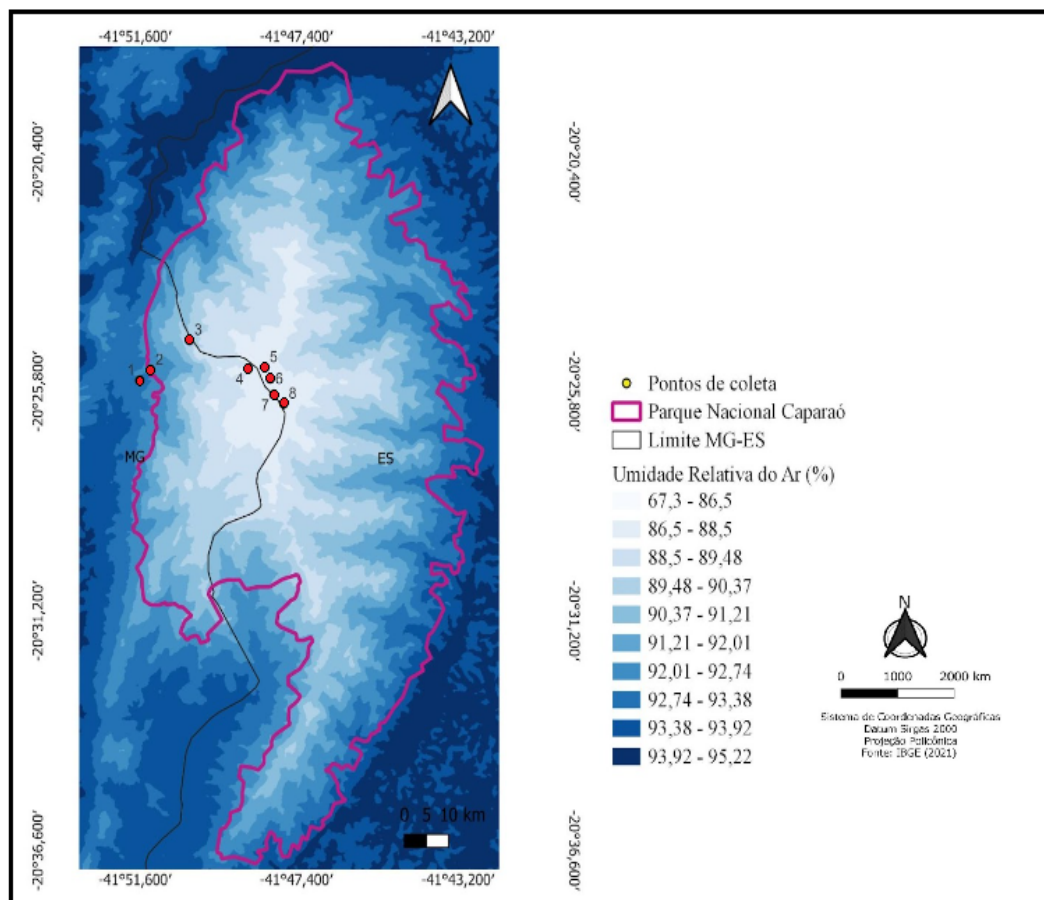 -41°51,600′ -41°47,400′ -41°43,200′
-20°20,400′
-20°20,400′
3
2
1
5
4
6
7
8
-20°25,800′
-20°25,800′
MG
ES
Pontos de coleta
Parque Nacional Caparaó
Limite MG-ES
Umidade Relativa do Ar (%)
67,3 - 86,5
86,5 - 88,5
88,5 - 89,48
89,48 - 90,37
90,37 - 91,21
91,21 - 92,01
92,01 - 92,74
92,74 - 93,38
93,38 - 93,92
93,92 - 95,22
-20°31,200′
-20°31,200′
N
0 1000 2000 km
Sistema de Coordenadas Geográficas
Datum Sirgas 2000
Projeção Policônica
Fonte: IBGE (2021)
0 5 10 km
-20°36,600′
-20°36,600′
-41°51,600′ -41°47,400′ -41°43,200′